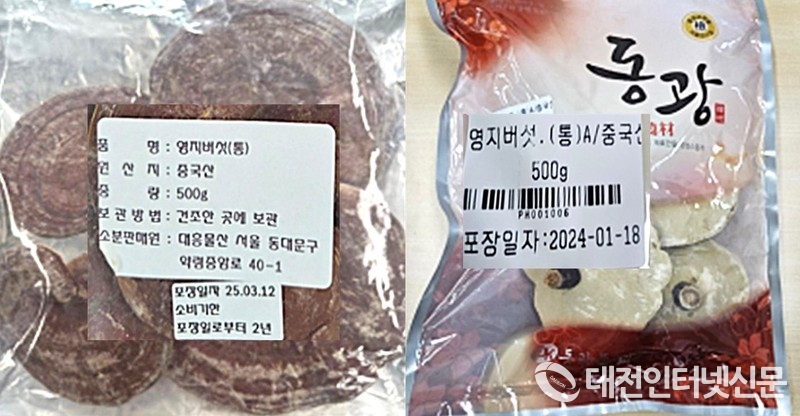 품 명 : 영지버섯(통)
원 산 지 : 중국산
중 량 : 500g
보 관 방 법 : 건조한 곳에 보관
소분판매원 : 대흥물산 서울 동대문구
약령중앙로 40-1
포장일자 25.03.12
소비기한
포장일로부터 2년
동광
영지버섯.(통)A/중국산
500g
PH001006
포장일자:2024-01-18
대전인터넷신문